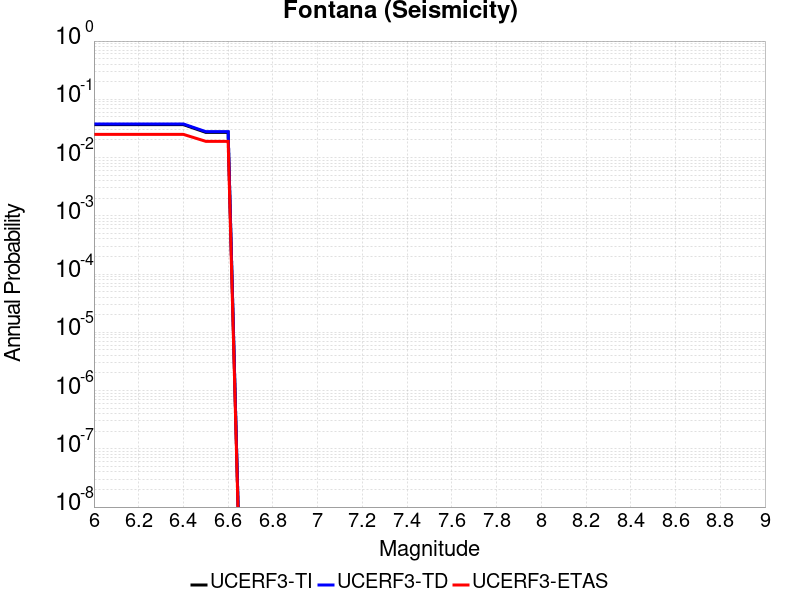 Fontana (Seismicity)
Annual Probability
10^0
10^-1
10^-2
10^-3
10^-4
10^-5
10^-6
10^-7
10^-8
6 6.2 6.4 6.6 6.8 7 7.2 7.4 7.6 7.8 8 8.2 8.4 8.6 8.8 9
Magnitude
UCERF3-TI UCERF3-TD UCERF3-ETAS